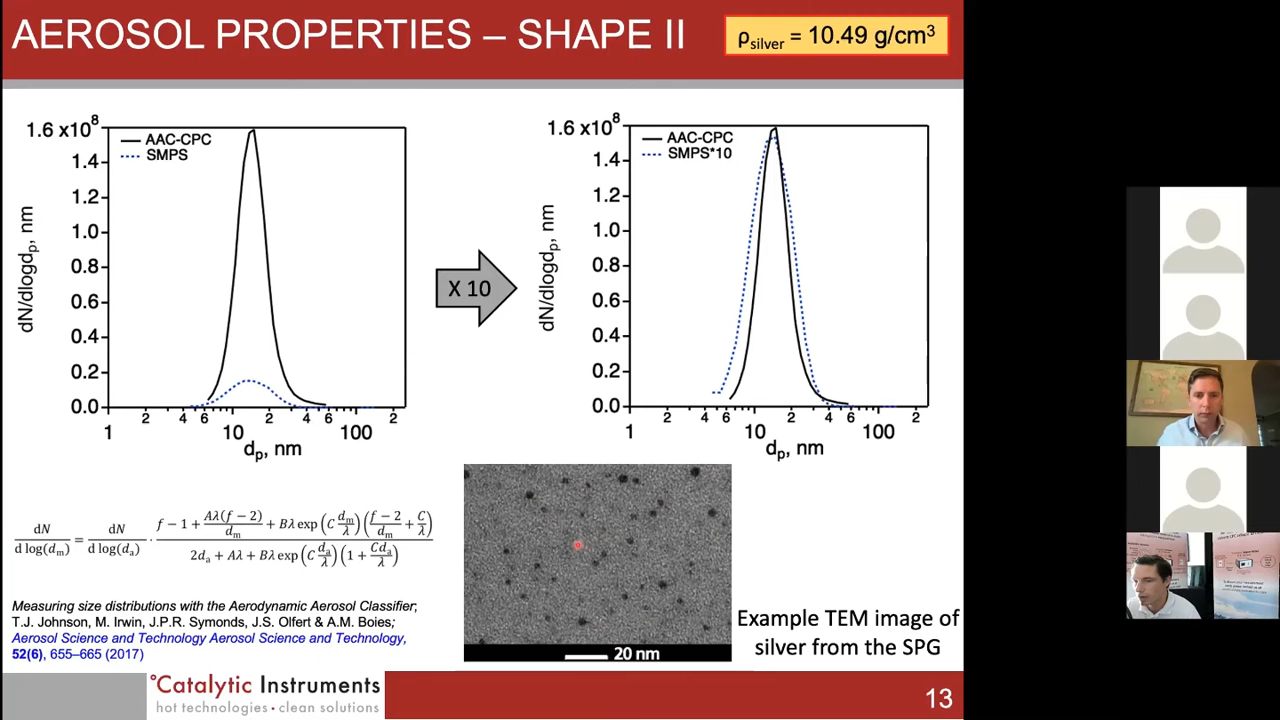 AEROSOL PROPERTIES – SHAPE II
ρsilver = 10.49 g/cm³
1.6 x10⁸
AAC-CPC
SMPS
1.4
1.2
1.0
0.8
0.6
0.4
0.2
0.0
dN/dlogdp, nm
2 4 6 2 4 6 2
1 10 100
dp, nm
X 10
1.6 x10⁸
AAC-CPC
SMPS*10
1.4
1.2
1.0
0.8
0.6
0.4
0.2
0.0
dN/dlogdp, nm
2 4 6 2 4 6 2
1 10 100
dp, nm
dN / d log(dm) = dN / d log(da) · (f − 1 + Aλ(f − 2)/dm + Bλ exp(C dm/λ)(f − 2/dm + C/λ)) / (2da + Aλ + Bλ exp(C da/λ)(1 + Cda/λ))
Measuring size distributions with the Aerodynamic Aerosol Classifier;
T.J. Johnson, M. Irwin, J.P.R. Symonds, J.S. Olfert & A.M. Boies;
Aerosol Science and Technology Aerosol Science and Technology,
52(6), 655–665 (2017)
20 nm
Example TEM image of
silver from the SPG
°Catalytic Instruments
hot technologies • clean solutions
13